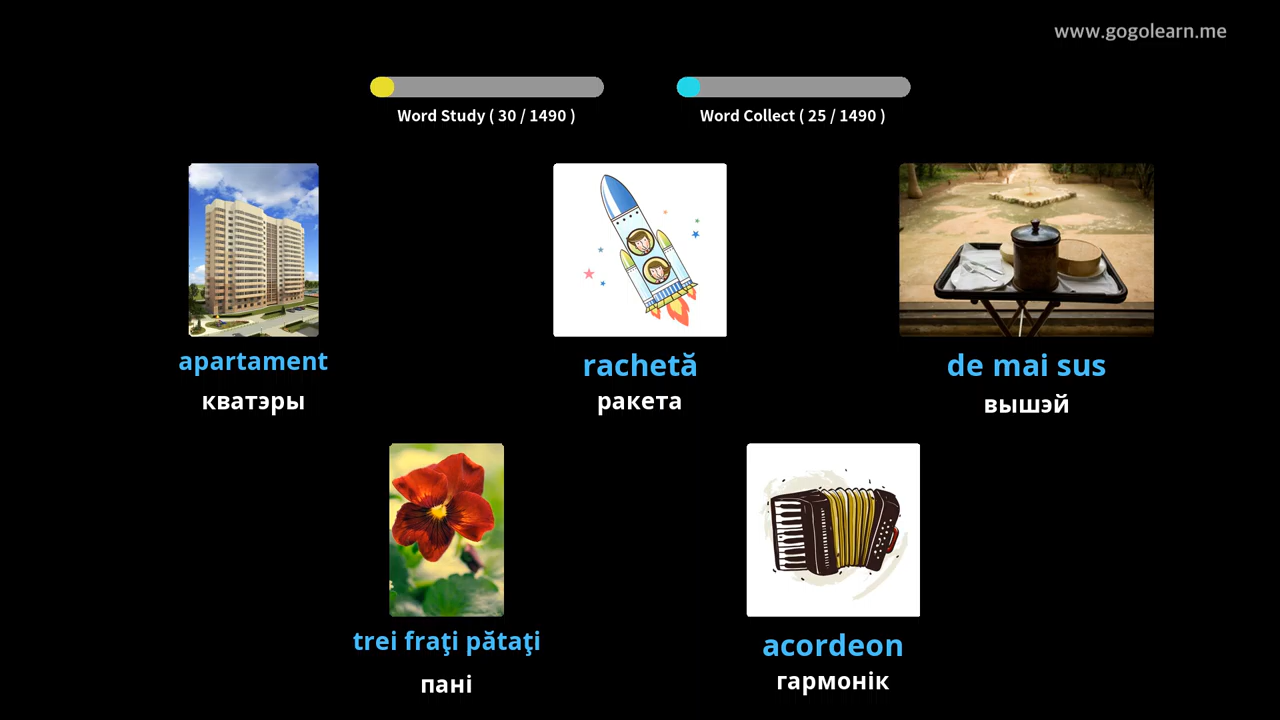 www.gogolearn.me
Word Study ( 30 / 1490 )
Word Collect ( 25 / 1490 )
apartament
rachetă
de mai sus
кватэры
ракета
вышэй
trei fraţi pătaţi
acordeon
пані
гармонік